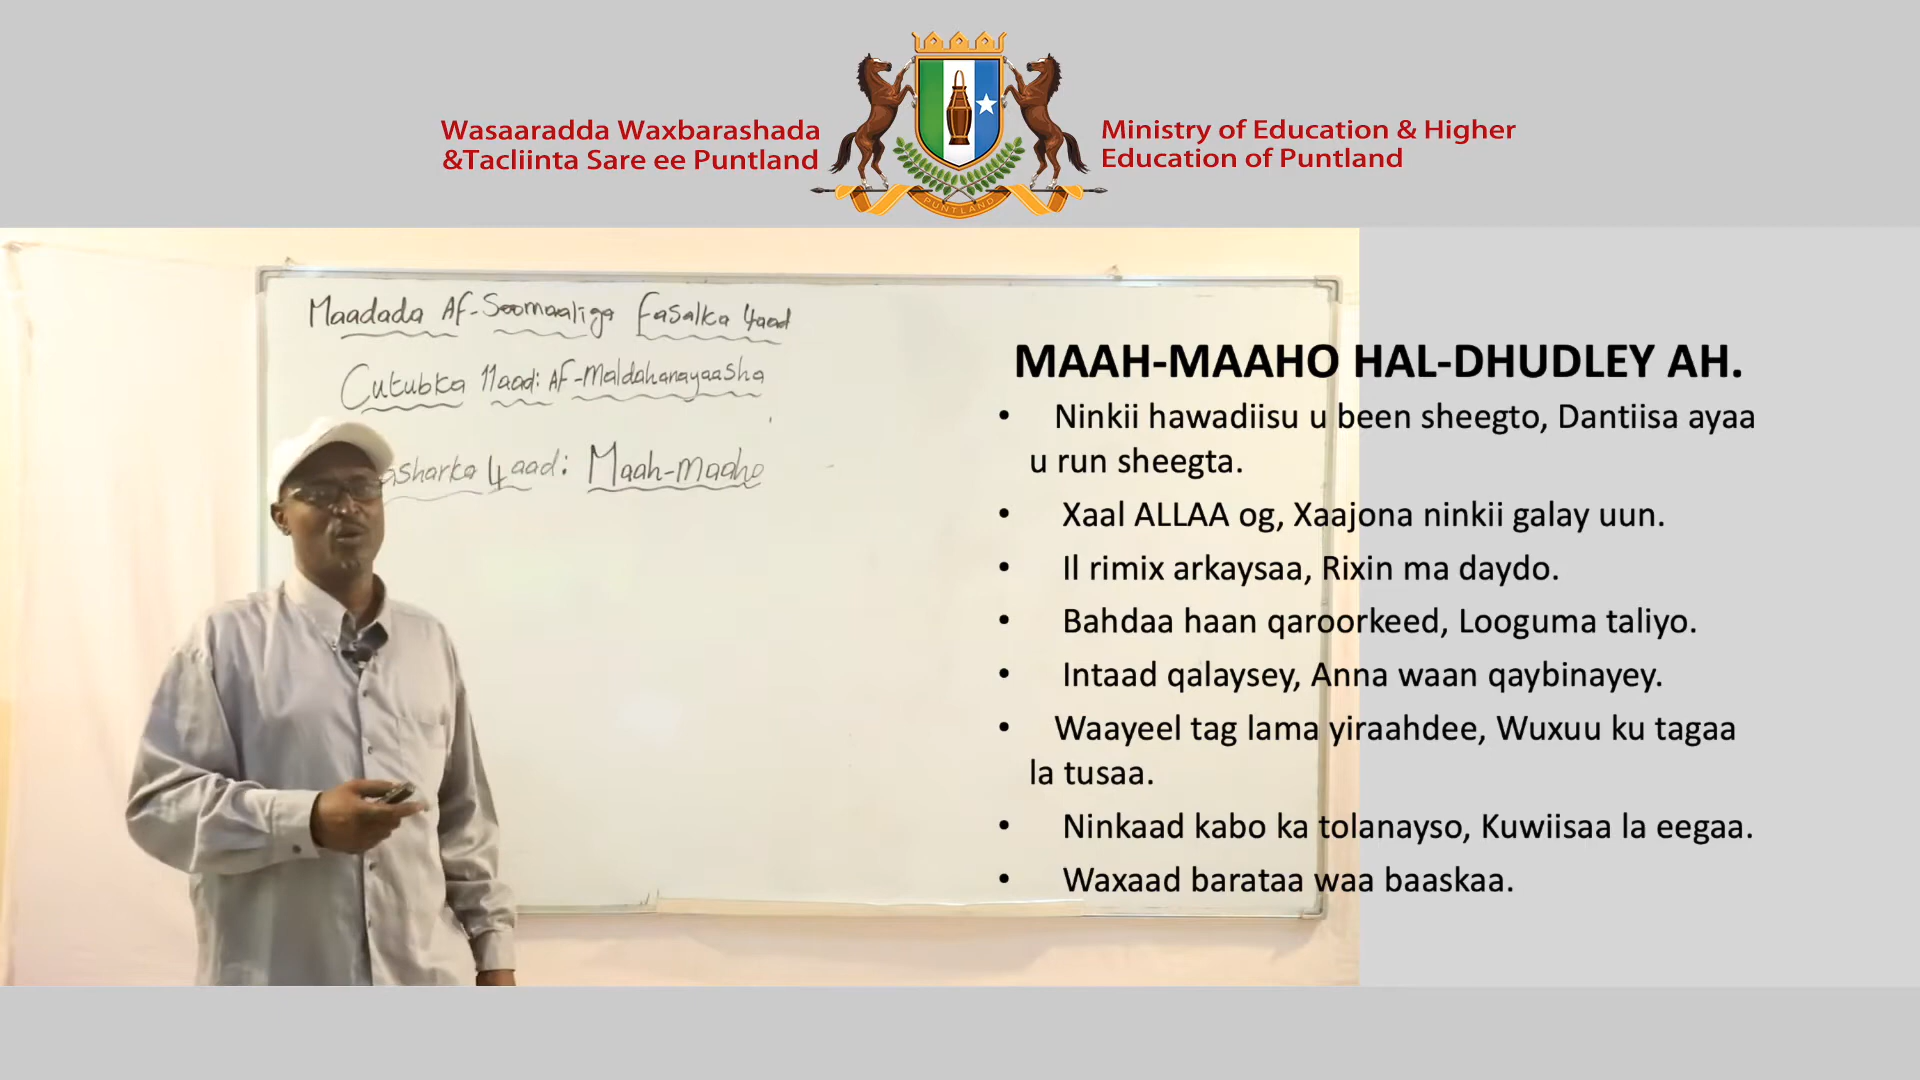 Wasaaradda Waxbarashada
&Tacliinta Sare ee Puntland
Ministry of Education & Higher
Education of Puntland
PUNTLAND
Maadada Af-Soomaaliga Fasalka 4aad
Cutubka 11aad: Af-maldahanayaasha
asharka 4aad: Maah-maaho
MAAH-MAAHO HAL-DHUDLEY AH.
• Ninkii hawadiisu u been sheegto, Dantiisa ayaa
u run sheegta.
• Xaal ALLAA og, Xaajona ninkii galay uun.
• Il rimix arkaysaa, Rixin ma daydo.
• Bahdaa haan qaroorkeed, Looguma taliyo.
• Intaad qalaysey, Anna waan qaybinayey.
• Waayeel tag lama yiraahdee, Wuxuu ku tagaa
la tusaa.
• Ninkaad kabo ka tolanayso, Kuwiisaa la eegaa.
• Waxaad barataa waa baaskaa.